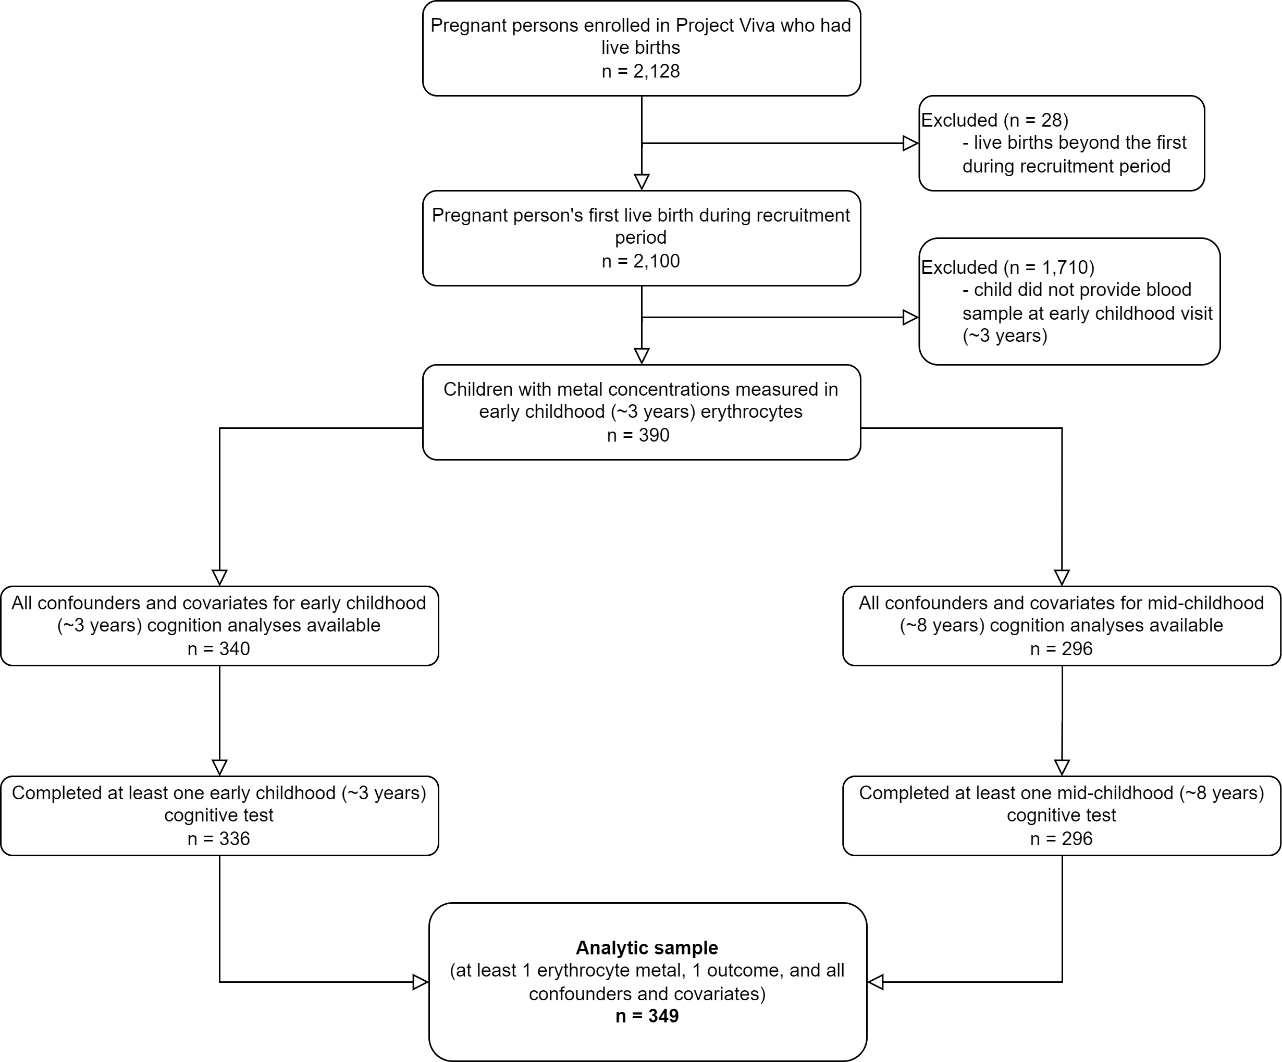 Pregnant persons enrolled in Project Viva who had
live births
n = 2,128
Excluded (n = 28)
- live births beyond the first
during recruitment period
Pregnant person's first live birth during recruitment
period
n = 2,100
Excluded (n = 1,710)
- child did not provide blood
sample at early childhood visit
(~3 years)
Children with metal concentrations measured in
early childhood (~3 years) erythrocytes
n = 390
All confounders and covariates for early childhood
(~3 years) cognition analyses available
n = 340
All confounders and covariates for mid-childhood
(~8 years) cognition analyses available
n = 296
Completed at least one early childhood (~3 years)
cognitive test
n = 336
Completed at least one mid-childhood (~8 years)
cognitive test
n = 296
Analytic sample
(at least 1 erythrocyte metal, 1 outcome, and all
confounders and covariates)
n = 349